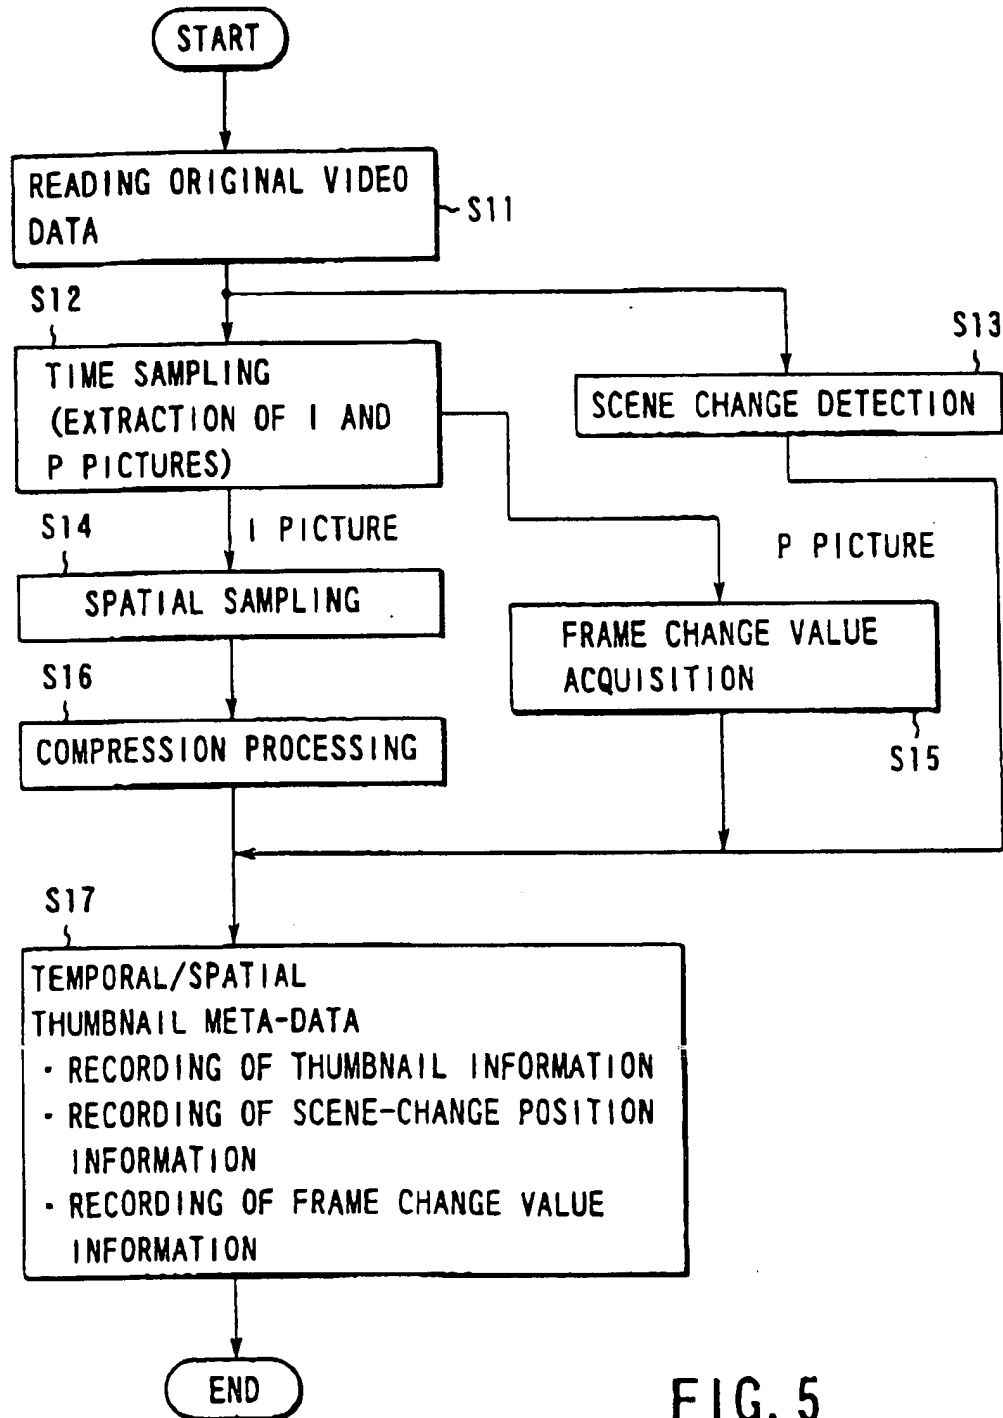 START
READING ORIGINAL VIDEO
DATA
S11
S12
TIME SAMPLING
(EXTRACTION OF I AND
P PICTURES)
S13
SCENE CHANGE DETECTION
S14
I PICTURE
P PICTURE
SPATIAL SAMPLING
FRAME CHANGE VALUE
ACQUISITION
S15
S16
COMPRESSION PROCESSING
S17
TEMPORAL/SPATIAL
THUMBNAIL META-DATA
· RECORDING OF THUMBNAIL INFORMATION
· RECORDING OF SCENE-CHANGE POSITION
INFORMATION
· RECORDING OF FRAME CHANGE VALUE
INFORMATION
END
FIG. 5